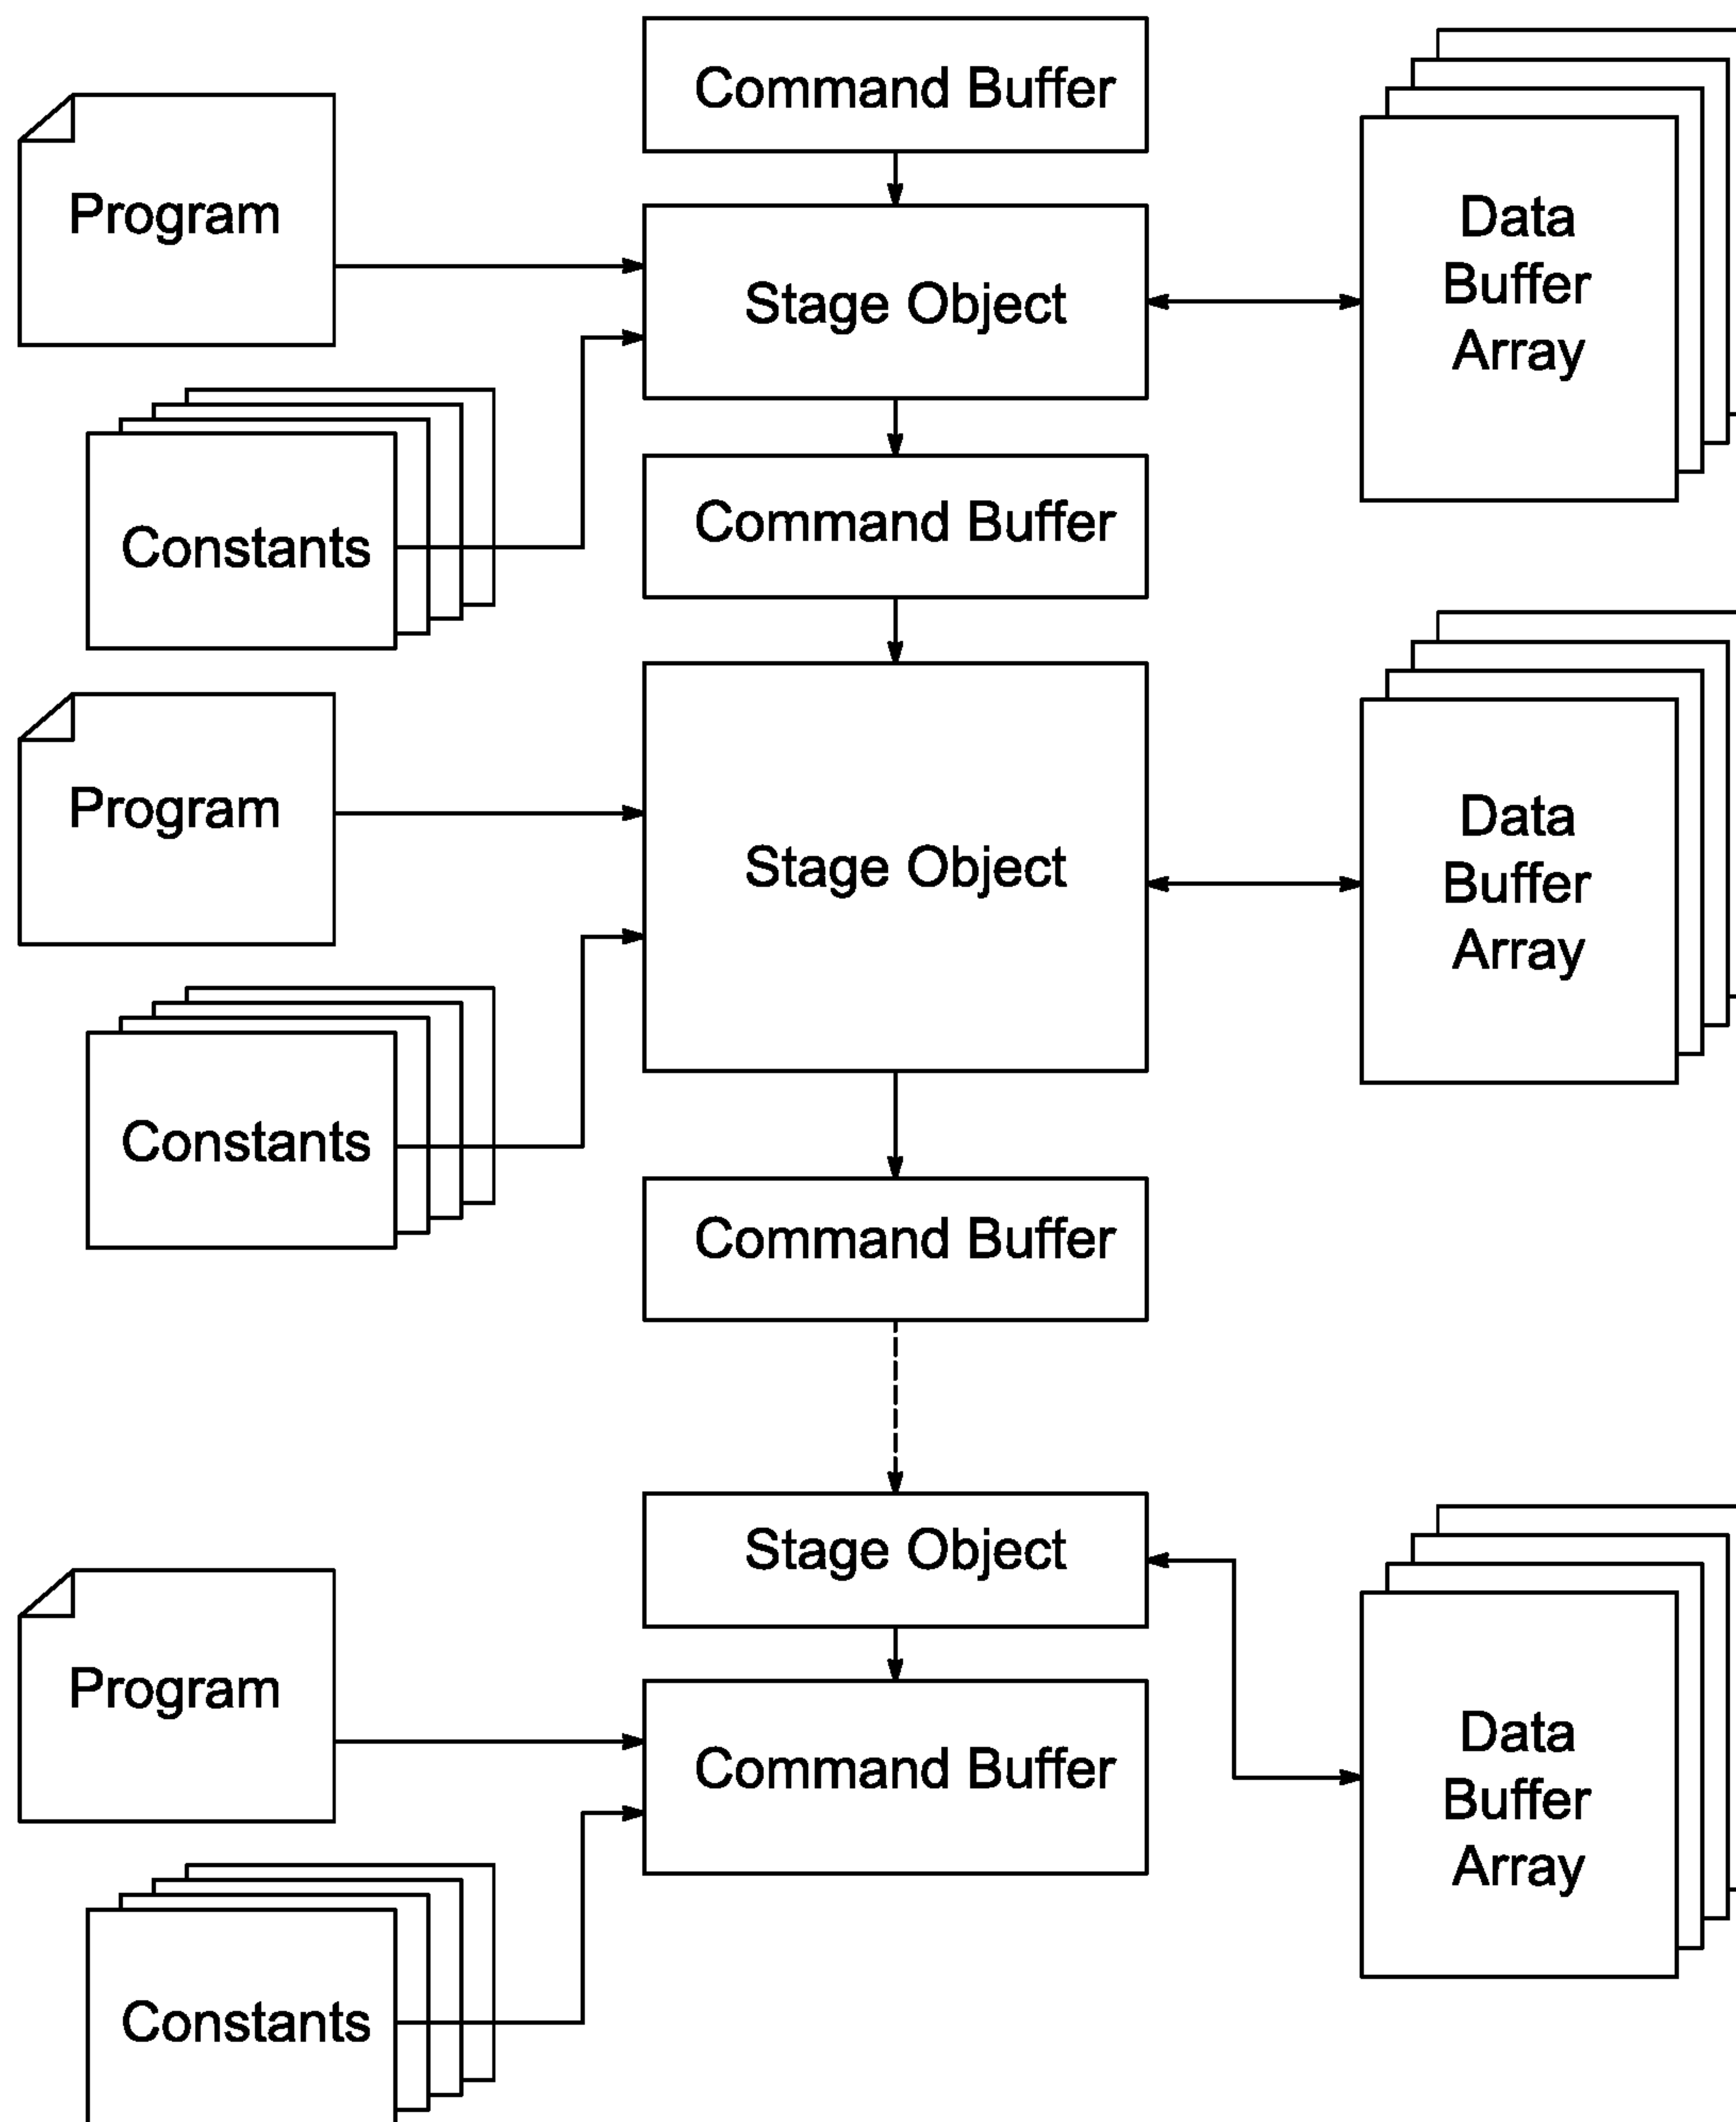 Command Buffer
Program
Data
Buffer
Array
Stage Object
Command Buffer
Constants
Program
Stage Object
Data
Buffer
Array
Constants
Command Buffer
Stage Object
Program
Command Buffer
Data
Buffer
Array
Constants